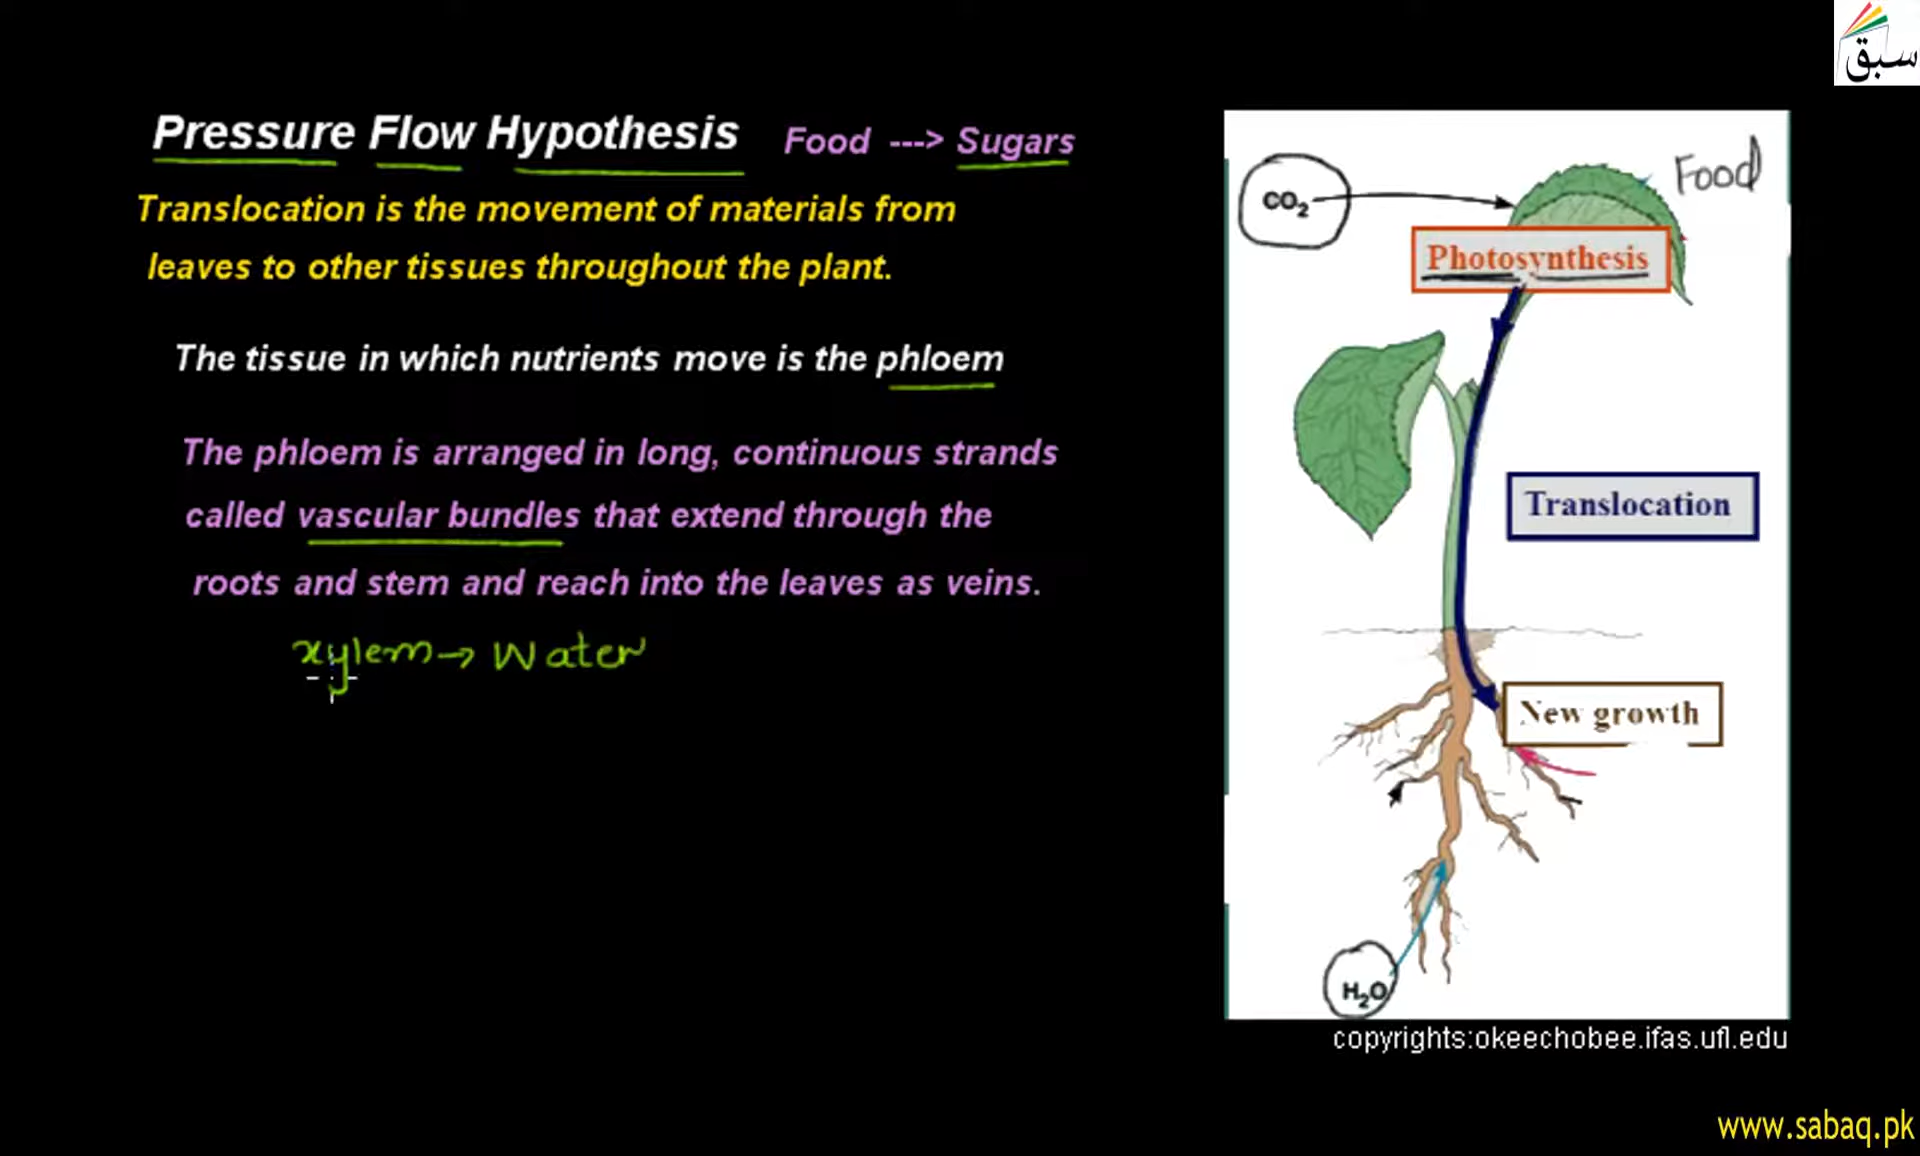 سبق
Pressure Flow Hypothesis Food ---> Sugars
Translocation is the movement of materials from
leaves to other tissues throughout the plant.
The tissue in which nutrients move is the phloem
The phloem is arranged in long, continuous strands
called vascular bundles that extend through the
roots and stem and reach into the leaves as veins.
xylem → Water
Food
CO₂
Photosynthesis
Translocation
New growth
H₂O
copyrights:okeechobee.ifas.ufl.edu
www.sabaq.pk